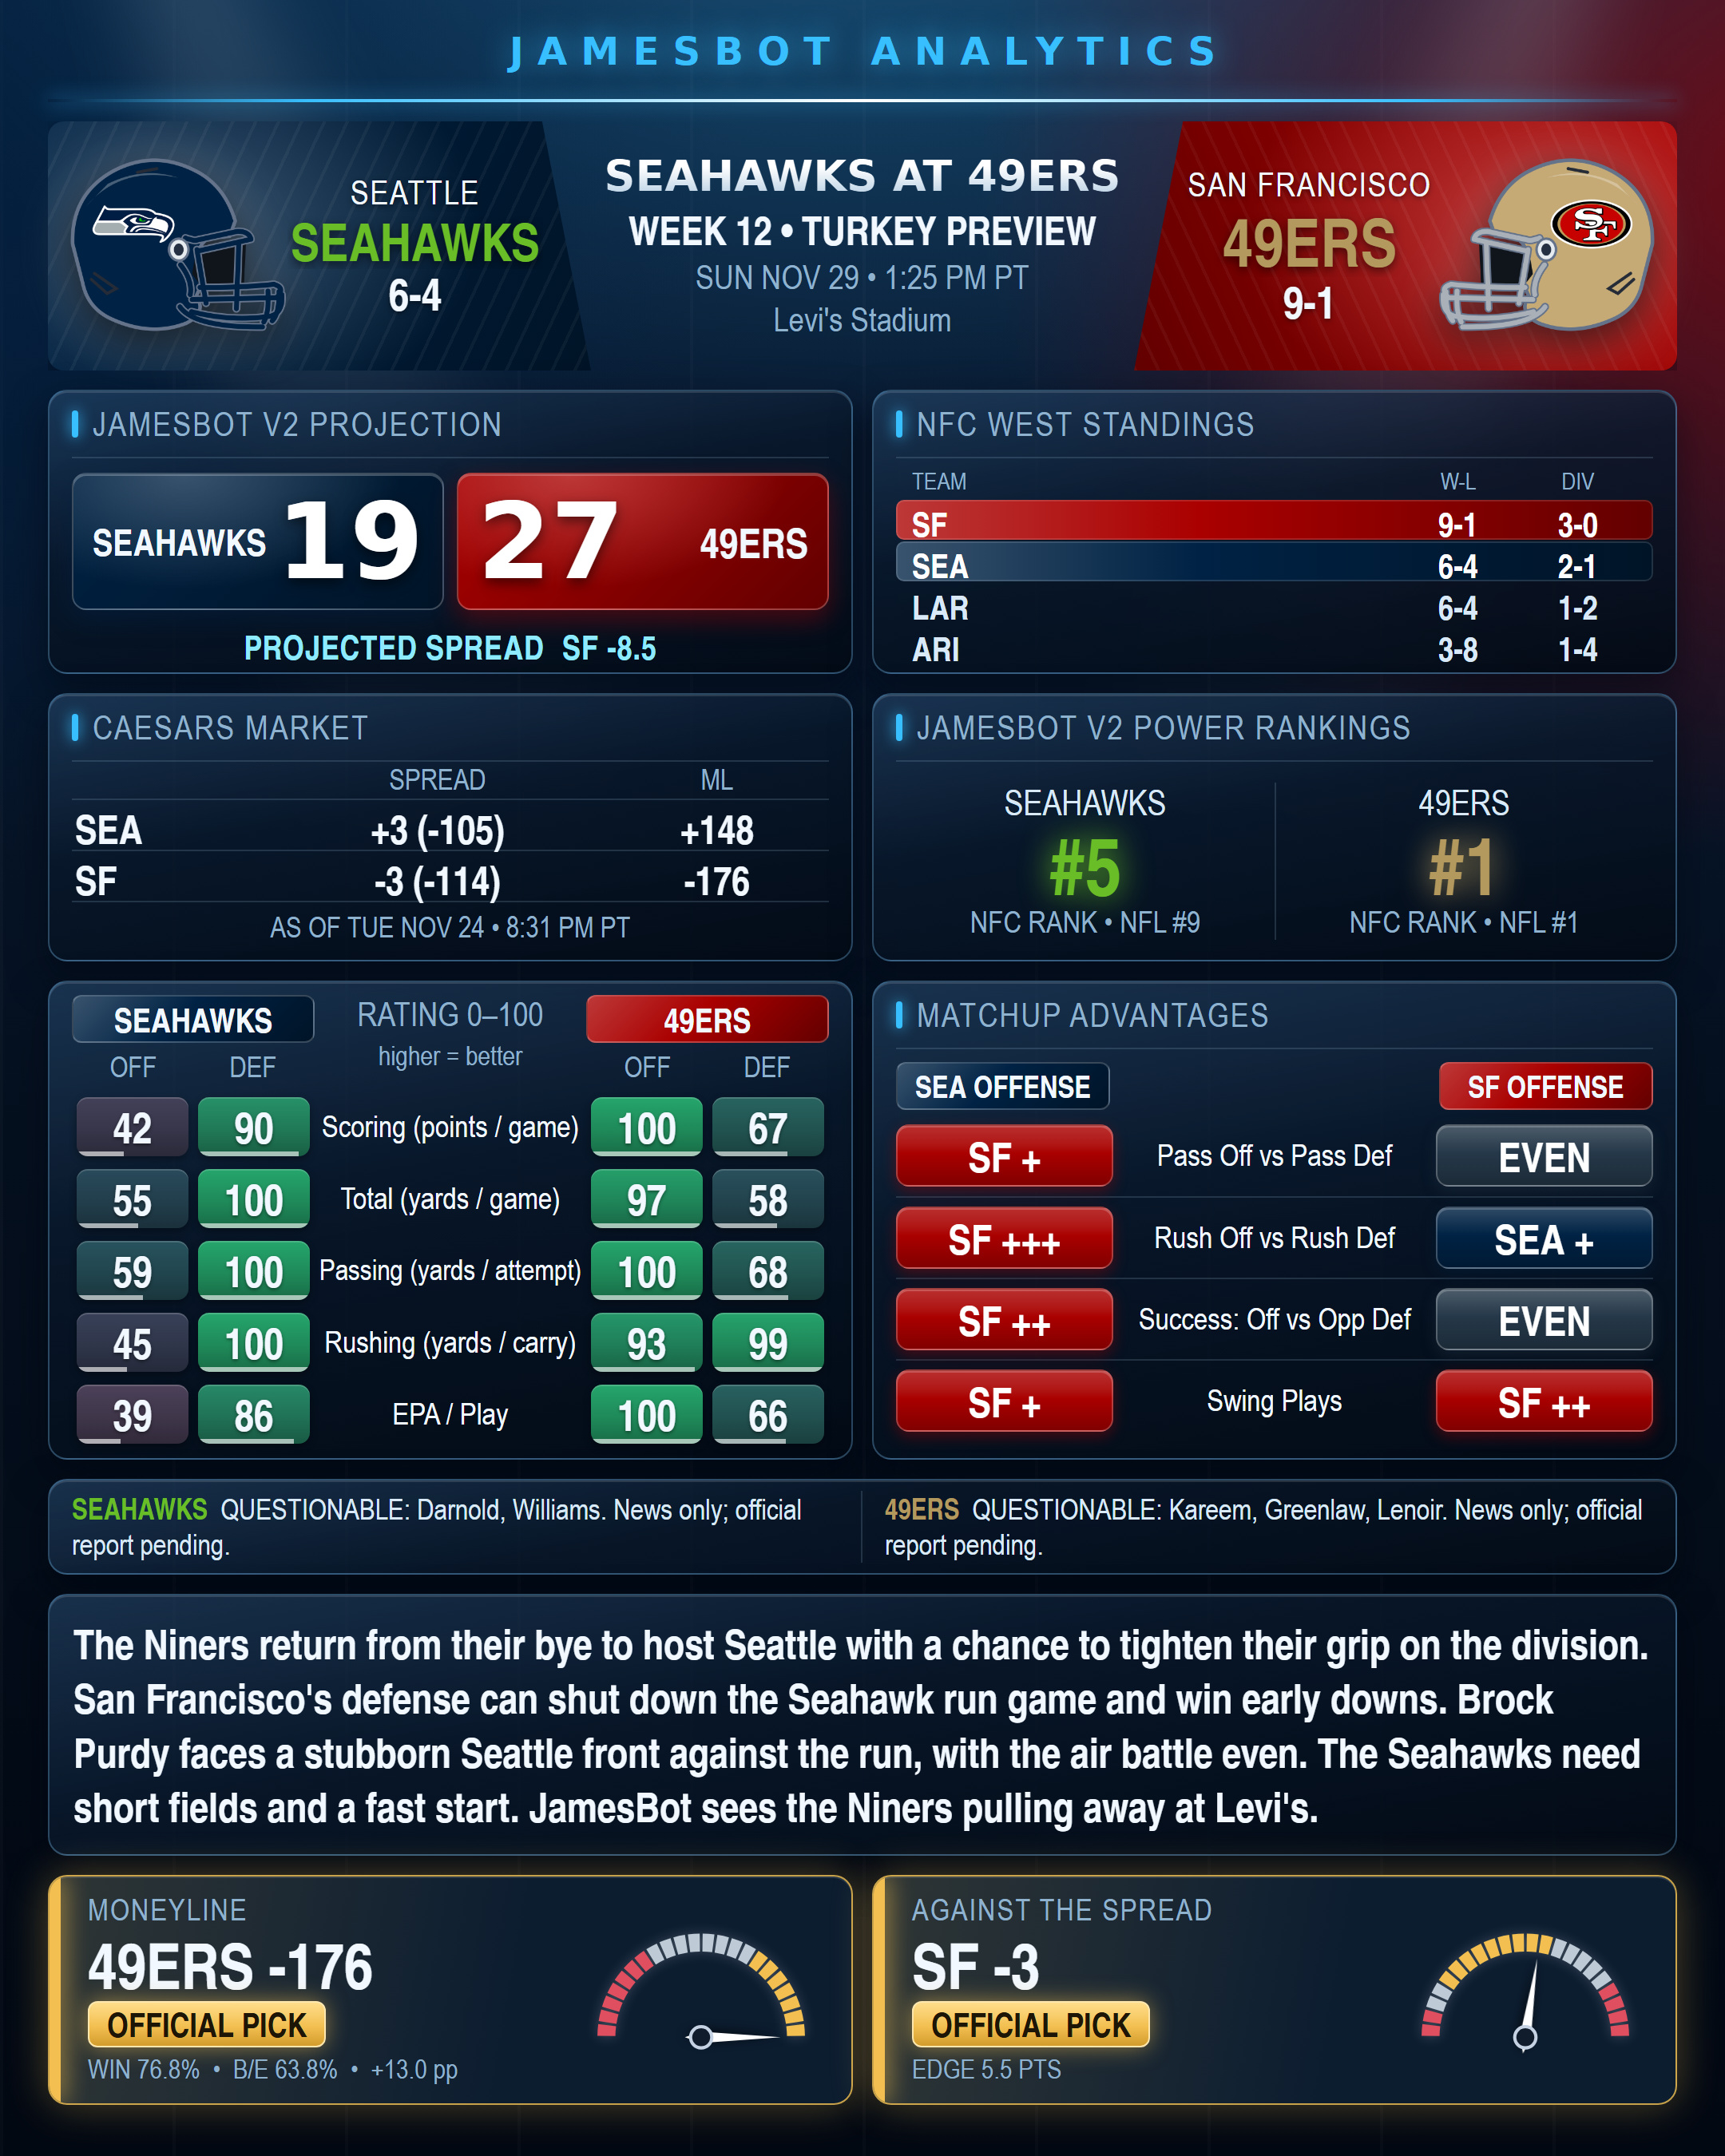 JAMESBOT ANALYTICS
SEATTLE
SEAHAWKS
6-4
SEAHAWKS AT 49ERS
WEEK 12 • TURKEY PREVIEW
SUN NOV 29 • 1:25 PM PT
Levi's Stadium
SAN FRANCISCO
49ERS
9-1
SF
JAMESBOT V2 PROJECTION
SEAHAWKS 19
27 49ERS
PROJECTED SPREAD SF -8.5
NFC WEST STANDINGS
TEAM W-L DIV
SF 9-1 3-0
SEA 6-4 2-1
LAR 6-4 1-2
ARI 3-8 1-4
CAESARS MARKET
SPREAD ML
SEA +3 (-105) +148
SF -3 (-114) -176
AS OF TUE NOV 24 • 8:31 PM PT
JAMESBOT V2 POWER RANKINGS
SEAHAWKS
#5
NFC RANK • NFL #9
49ERS
#1
NFC RANK • NFL #1
SEAHAWKS RATING 0–100 49ERS
OFF DEF higher = better OFF DEF
42 90 Scoring (points / game) 100 67
55 100 Total (yards / game) 97 58
59 100 Passing (yards / attempt) 100 68
45 100 Rushing (yards / carry) 93 99
39 86 EPA / Play 100 66
MATCHUP ADVANTAGES
SEA OFFENSE SF OFFENSE
SF + Pass Off vs Pass Def EVEN
SF +++ Rush Off vs Rush Def SEA +
SF ++ Success: Off vs Opp Def EVEN
SF + Swing Plays SF ++
SEAHAWKS QUESTIONABLE: Darnold, Williams. News only; official
report pending.
49ERS QUESTIONABLE: Kareem, Greenlaw, Lenoir. News only; official
report pending.
The Niners return from their bye to host Seattle with a chance to tighten their grip on the division.
San Francisco's defense can shut down the Seahawk run game and win early downs. Brock
Purdy faces a stubborn Seattle front against the run, with the air battle even. The Seahawks need
short fields and a fast start. JamesBot sees the Niners pulling away at Levi's.
MONEYLINE
49ERS -176
OFFICIAL PICK
WIN 76.8% • B/E 63.8% • +13.0 pp
AGAINST THE SPREAD
SF -3
OFFICIAL PICK
EDGE 5.5 PTS